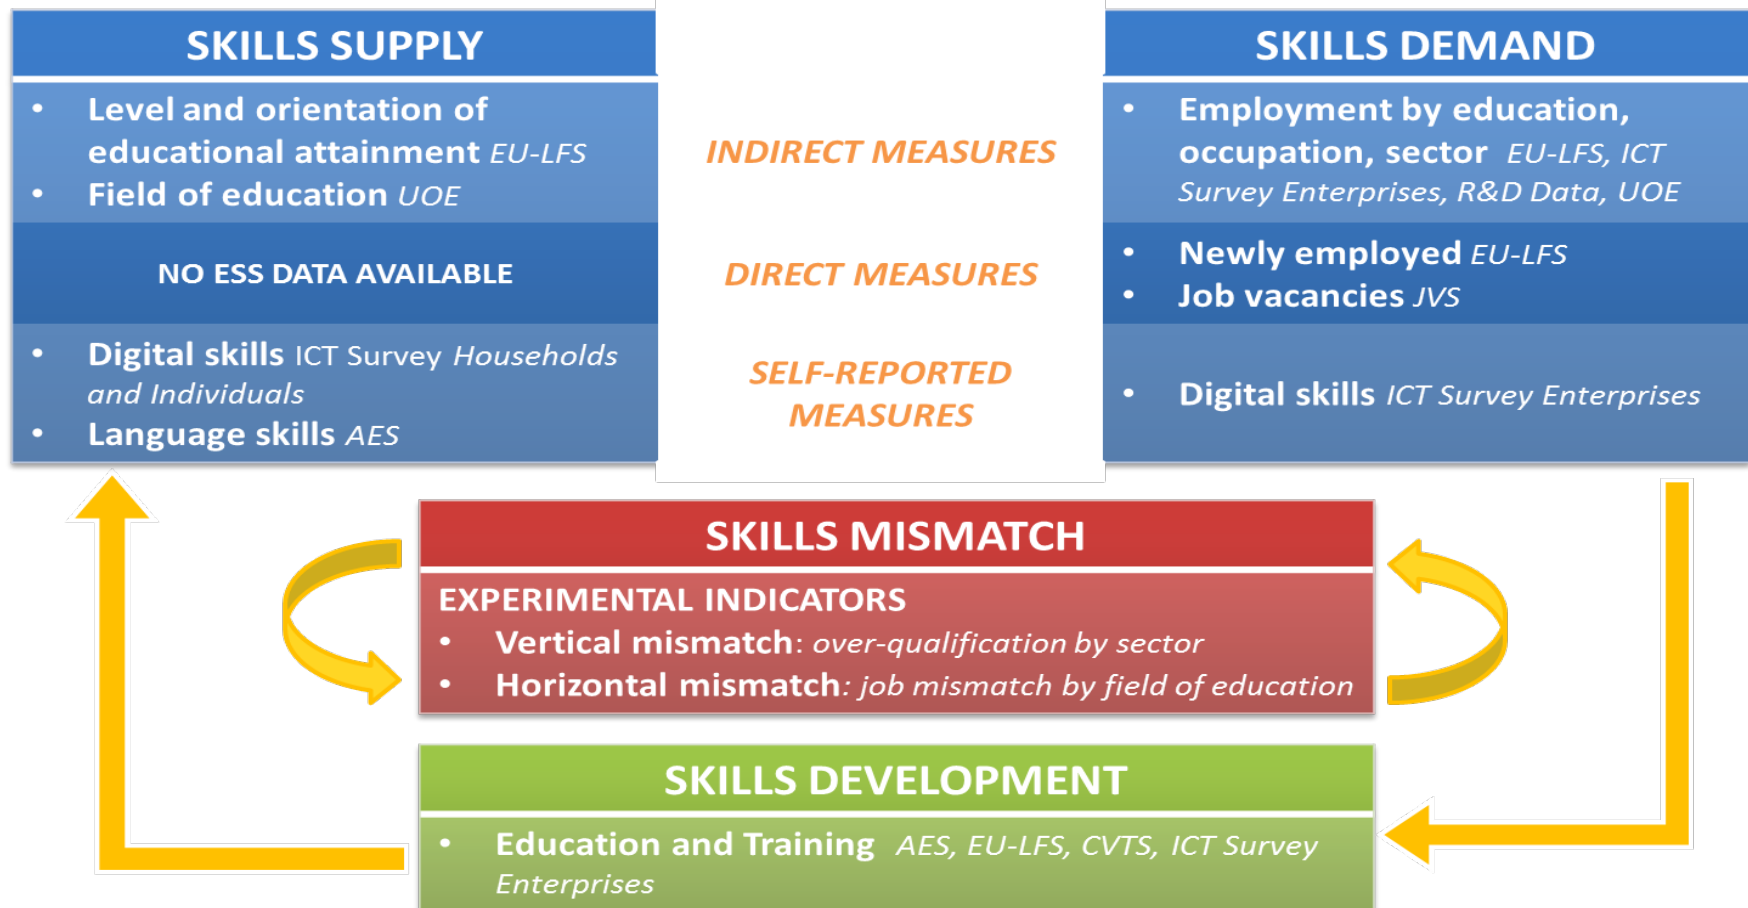 SKILLS SUPPLY
• Level and orientation of
educational attainment EU-LFS
• Field of education UOE
NO ESS DATA AVAILABLE
• Digital skills ICT Survey Households
and Individuals
• Language skills AES
INDIRECT MEASURES
DIRECT MEASURES
SELF-REPORTED
MEASURES
SKILLS DEMAND
• Employment by education,
occupation, sector EU-LFS, ICT
Survey Enterprises, R&D Data, UOE
• Newly employed EU-LFS
• Job vacancies JVS
• Digital skills ICT Survey Enterprises
SKILLS MISMATCH
EXPERIMENTAL INDICATORS
• Vertical mismatch: over-qualification by sector
• Horizontal mismatch: job mismatch by field of education
SKILLS DEVELOPMENT
• Education and Training AES, EU-LFS, CVTS, ICT Survey
Enterprises